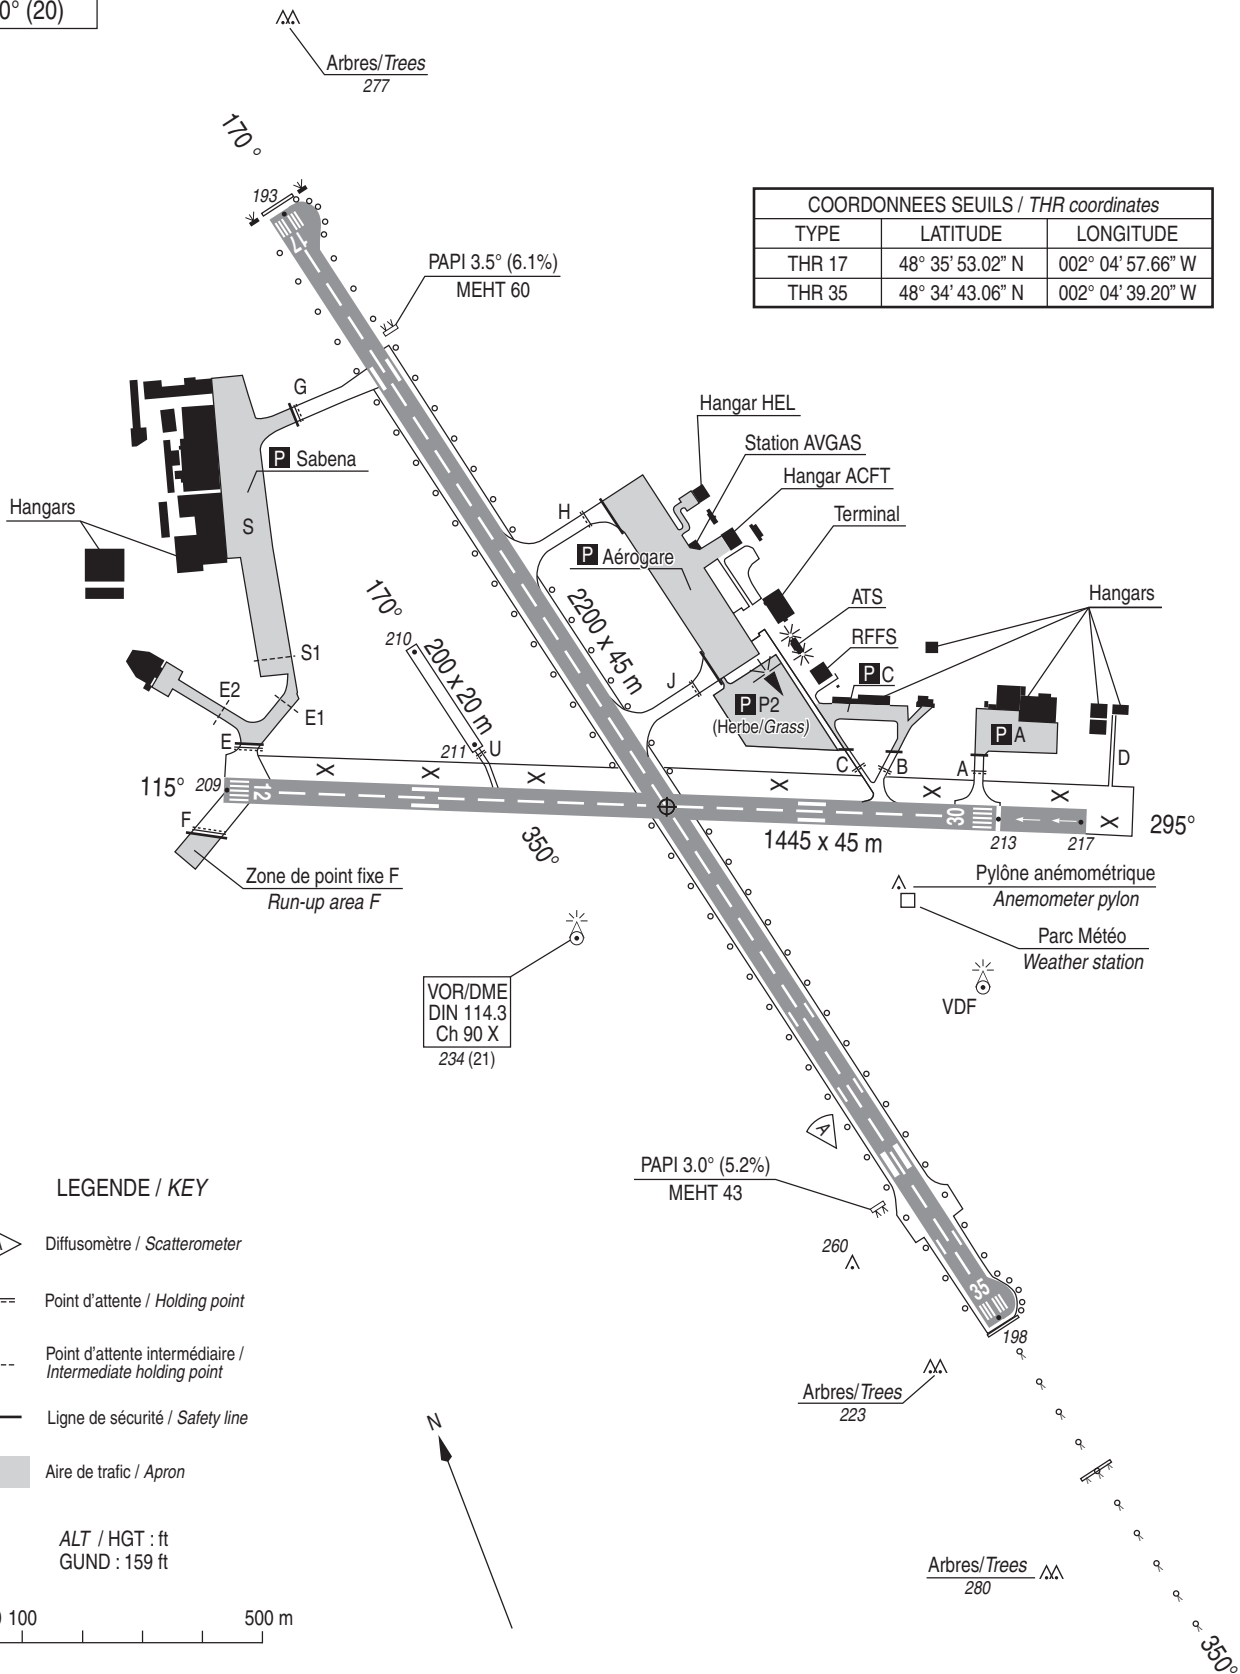 0° (20)
Arbres/Trees
277
170 °
193
17
PAPI 3.5° (6.1%)
MEHT 60
COORDONNEES SEUILS / THR coordinates
TYPE LATITUDE LONGITUDE
THR 17 48° 35’ 53.02” N 002° 04’ 57.66” W
THR 35 48° 34’ 43.06” N 002° 04’ 39.20” W
G
P Sabena
Hangars
S
Hangar HEL
Station AVGAS
Hangar ACFT
Terminal
H
P Aérogare
ATS
RFFS
Hangars
170°
210
200 x 20 m
211
U
2200 x 45 m
S1
E2
E1
E
J
P P2
(Herbe/Grass)
P C
P A
D
C
B
A
115°
209
12
F
350°
30
1445 x 45 m
213
217
295°
Zone de point fixe F
Run-up area F
Pylône anémométrique
Anemometer pylon
Parc Météo
Weather station
VDF
VOR/DME
DIN 114.3
Ch 90 X
234 (21)
A
PAPI 3.0° (5.2%)
MEHT 43
260
35
198
Arbres/Trees
223
LEGENDE / KEY
Diffusomètre / Scatterometer
Point d'attente / Holding point
Point d'attente intermédiaire /
Intermediate holding point
Ligne de sécurité / Safety line
Aire de trafic / Apron
ALT / HGT : ft
GUND : 159 ft
100 500 m
N
Arbres/Trees
280
350°